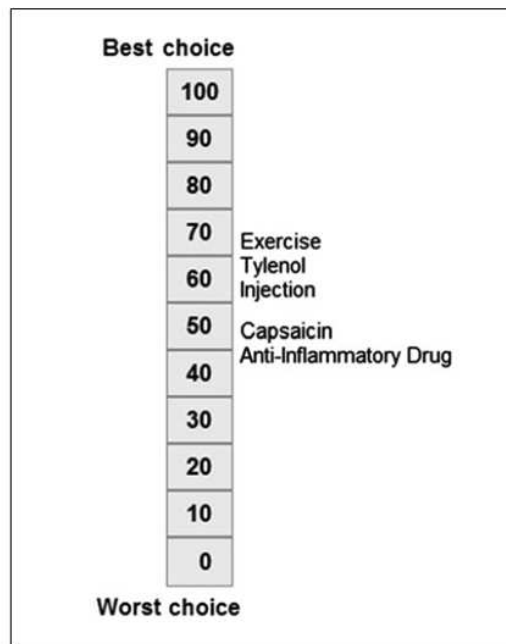 Best choice
100
90
80
70
Exercise
Tylenol
60
Injection
50
Capsaicin
Anti-Inflammatory Drug
40
30
20
10
0
Worst choice